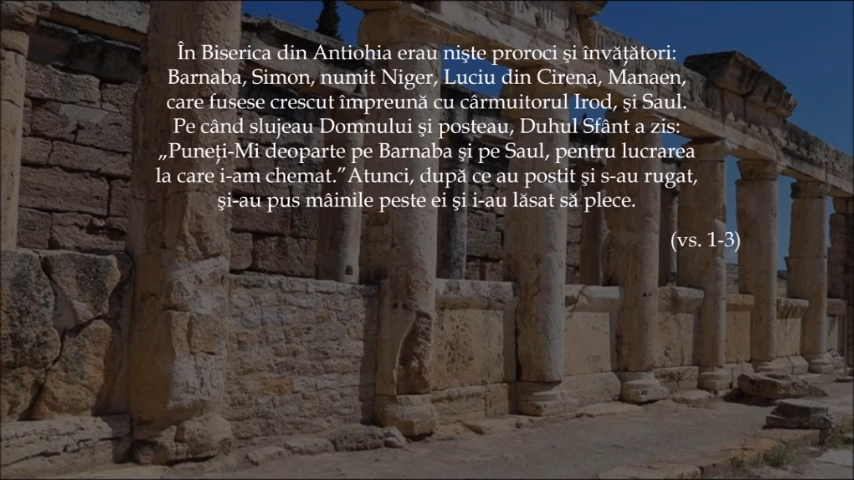 În Biserica din Antiohia erau nişte proroci şi învăţători:
Barnaba, Simon, numit Niger, Luciu din Cirena, Manaen,
care fusese crescut împreună cu cârmuitorul Irod, şi Saul.
Pe când slujeau Domnului şi posteau, Duhul Sfânt a zis:
„Puneţi-Mi deoparte pe Barnaba şi pe Saul, pentru lucrarea
la care i-am chemat.”Atunci, după ce au postit şi s-au rugat,
şi-au pus mâinile peste ei şi i-au lăsat să plece.
(vs. 1-3)